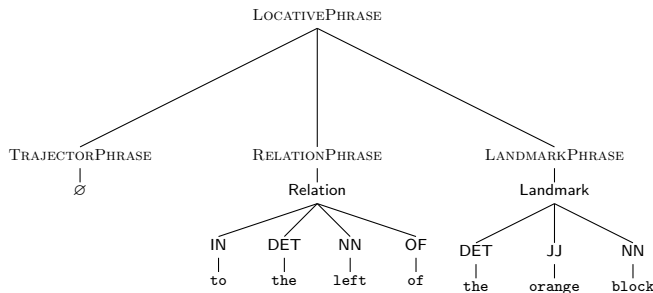 LOCATIVEPHRASE
TRAJECTORPHRASE RELATIONPHRASE LANDMARKPHRASE
∅ Relation Landmark
IN DET NN OF DET JJ NN
to the left of the orange block